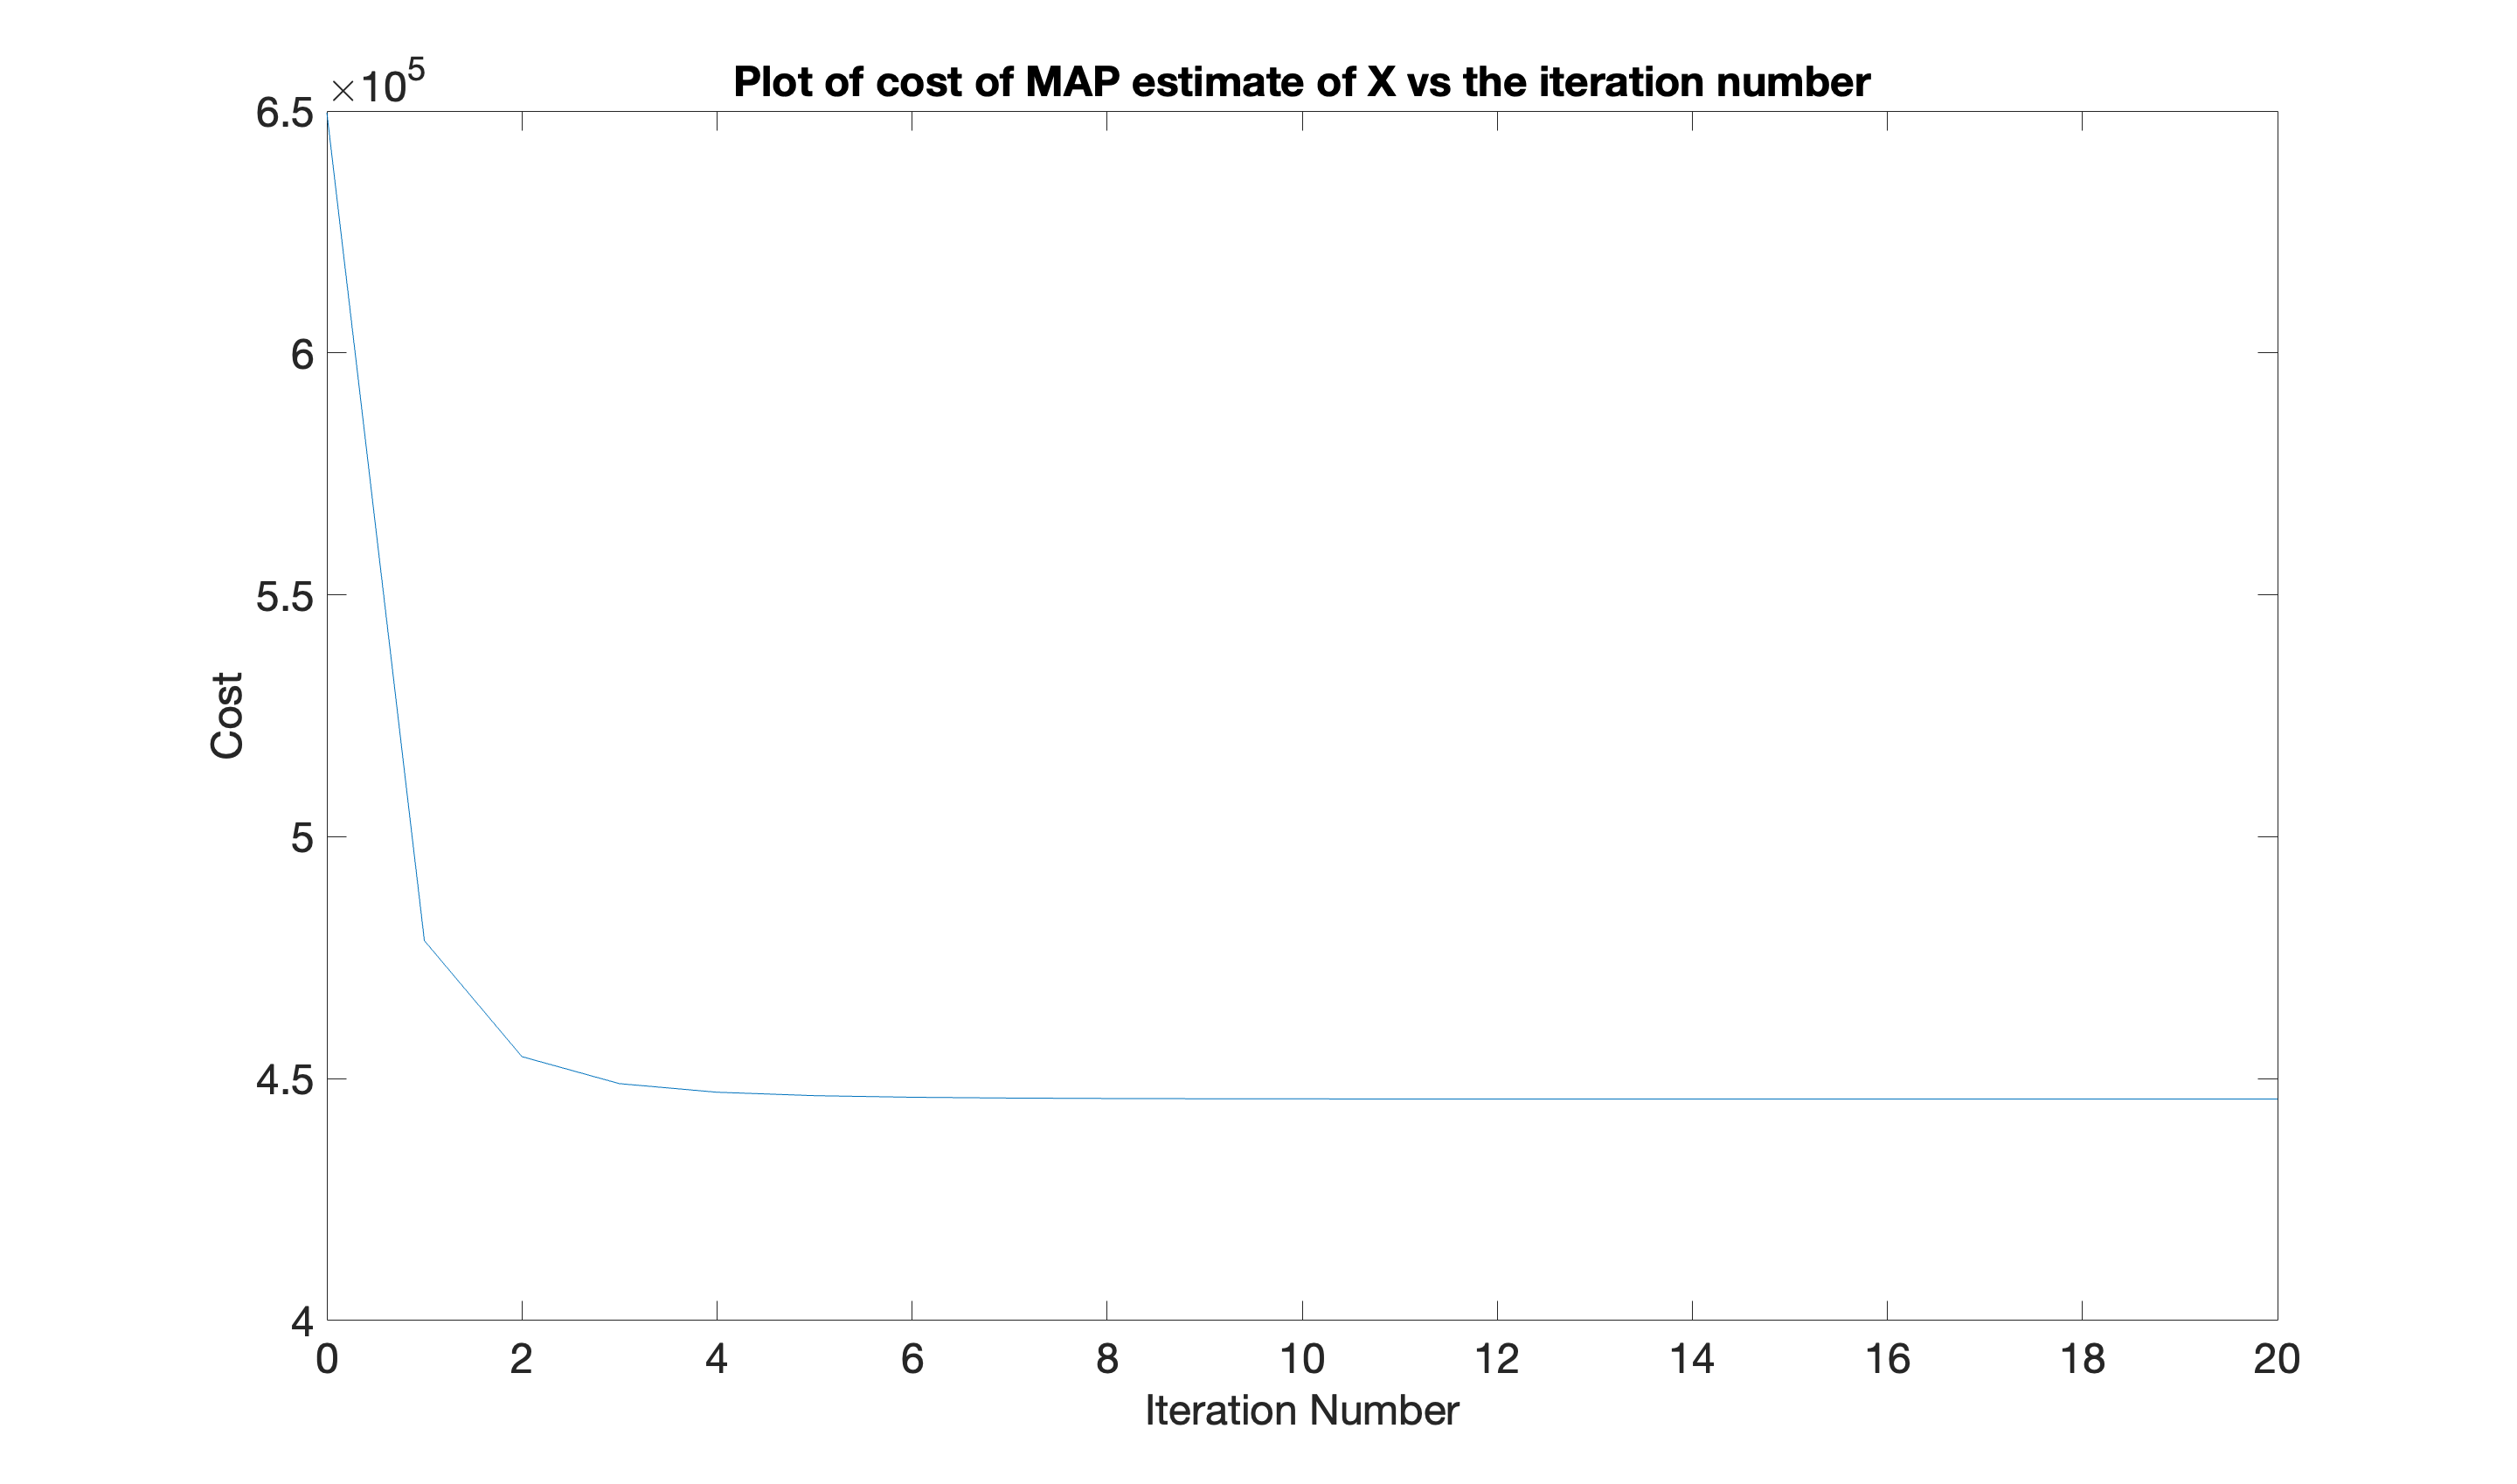 Plot of cost of MAP estimate of X vs the iteration number
×10^5
6.5
6
5.5
5
4.5
4
Cost
0 2 4 6 8 10 12 14 16 18 20
Iteration Number